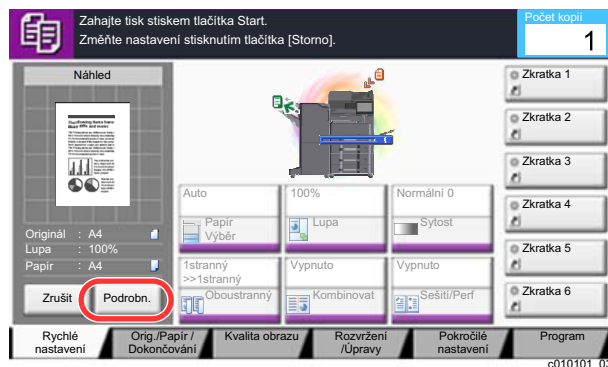 Zahajte tisk stiskem tlačítka Start.
Změňte nastavení stisknutím tlačítka [Storno].
Počet kopií
1
Náhled
Originál : A4
Lupa : 100%
Papír : A4
Zrušit
Podrobn.
Auto
Papír
Výběr
100%
Lupa
Normální 0
Sytost
1stranný
>>1stranný
Oboustranný
Vypnuto
Kombinovat
Vypnuto
Sešití/Perf
Zkratka 1
Zkratka 2
Zkratka 3
Zkratka 4
Zkratka 5
Zkratka 6
Rychlé
nastavení
Orig./Papír /
Dokončování
Kvalita obrazu
Rozvržení
/Úpravy
Pokročilé
nastavení
Program